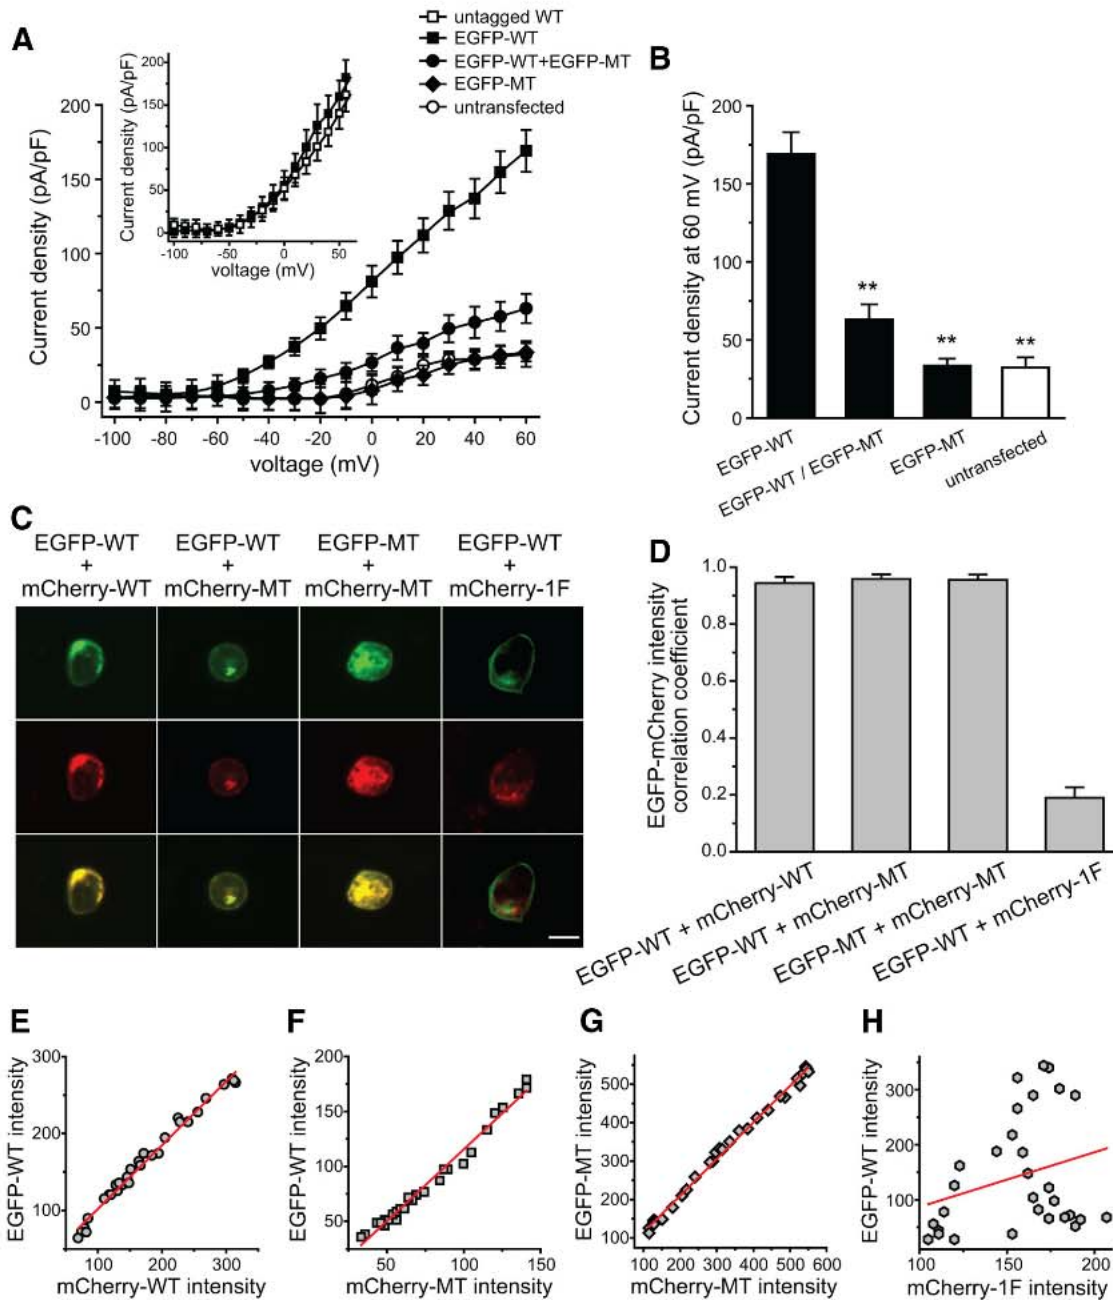 A
untagged WT
EGFP-WT
EGFP-WT+EGFP-MT
EGFP-MT
untransfected
Current density (pA/pF)
200
150
100
50
0
-100
-50
0
50
voltage (mV)
Current density (pA/pF)
200
150
100
50
0
-100
-80
-60
-40
-20
0
20
40
60
voltage (mV)
B
Current density at 60 mV (pA/pF)
200
150
100
50
0
**
**
**
EGFP-WT
EGFP-WT / EGFP-MT
EGFP-MT
untransfected
C
EGFP-WT
+
mCherry-WT
EGFP-WT
+
mCherry-MT
EGFP-MT
+
mCherry-MT
EGFP-WT
+
mCherry-1F
D
EGFP-mCherry intensity
correlation coefficient
1.0
0.8
0.6
0.4
0.2
0.0
EGFP-WT + mCherry-WT
EGFP-WT + mCherry-MT
EGFP-MT + mCherry-MT
EGFP-WT + mCherry-1F
E
EGFP-WT intensity
300
200
100
100
200
300
mCherry-WT intensity
F
EGFP-WT intensity
200
150
100
50
50
100
150
mCherry-MT intensity
G
EGFP-MT intensity
500
400
300
200
100
100 200 300 400 500 600
mCherry-MT intensity
H
EGFP-WT intensity
300
200
100
100
150
200
mCherry-1F intensity